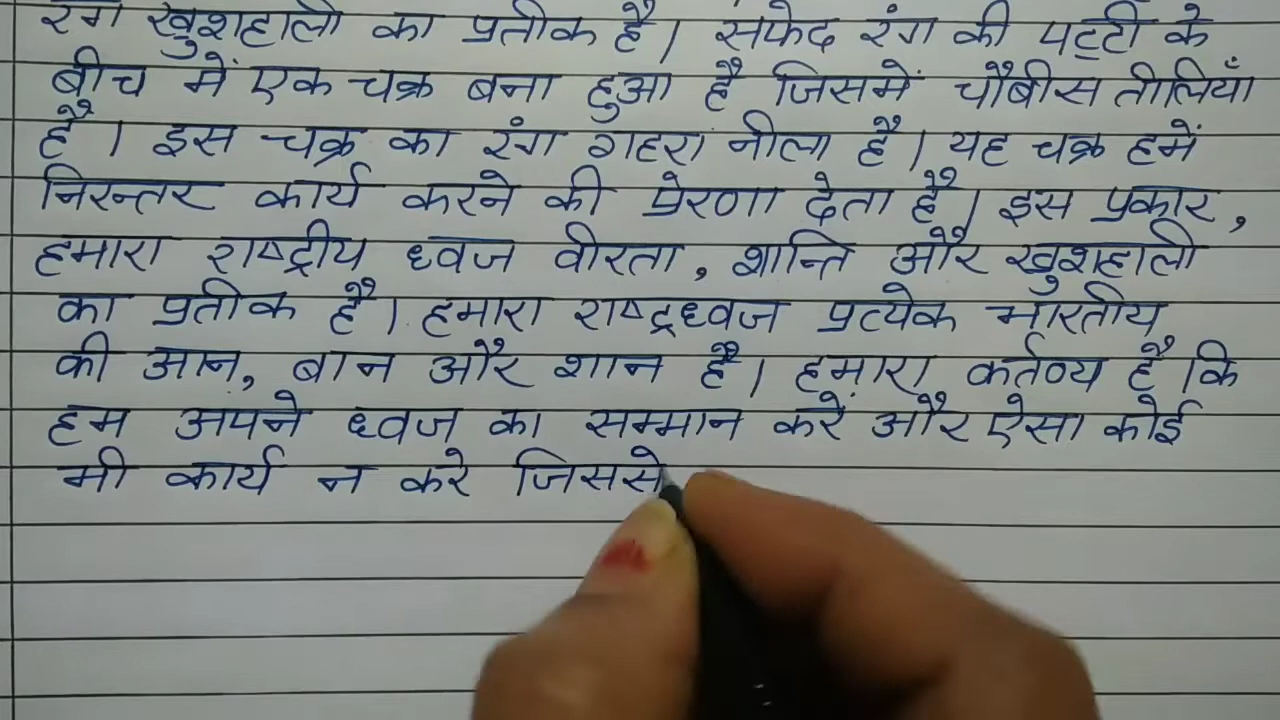 रंग खुशहाली का प्रतीक है। सफेद रंग की पट्टी के
बीच में एक चक्र बना हुआ है जिसमें चौबीस तीलियाँ
है। इस चक्र का रंग गहरा नीला है। यह चक्र हमें
निरन्तर कार्य करने की प्रेरणा देता है। इस प्रकार,
हमारा राष्ट्रीय ध्वज वीरता, शान्ति और खुशहाली
का प्रतीक है। हमारा राष्ट्रध्वज प्रत्येक भारतीय
की आन, बान और शान है। हमारा कर्तव्य है कि
हम अपने ध्वज का सम्मान करें और ऐसा कोई
भी कार्य न करे जिससे